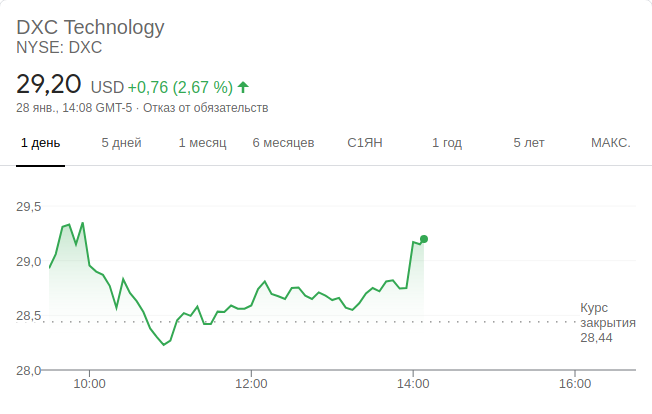 DXC Technology
NYSE: DXC
29,20 USD +0,76 (2,67 %)
28 янв., 14:08 GMT-5 · Отказ от обязательств
1 день 5 дней 1 месяц 6 месяцев С1ЯН 1 год 5 лет МАКС.
29,5
29,0
28,5
28,0
Курс
закрытия
28,44
10:00 12:00 14:00 16:00